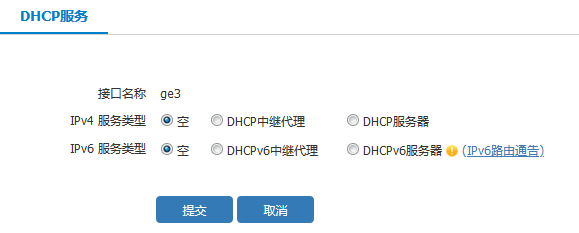 DHCP服务
接口名称 ge3
IPv4 服务类型 空 DHCP中继代理 DHCP服务器
IPv6 服务类型 空 DHCPv6中继代理 DHCPv6服务器 (IPv6路由通告)
提交 取消